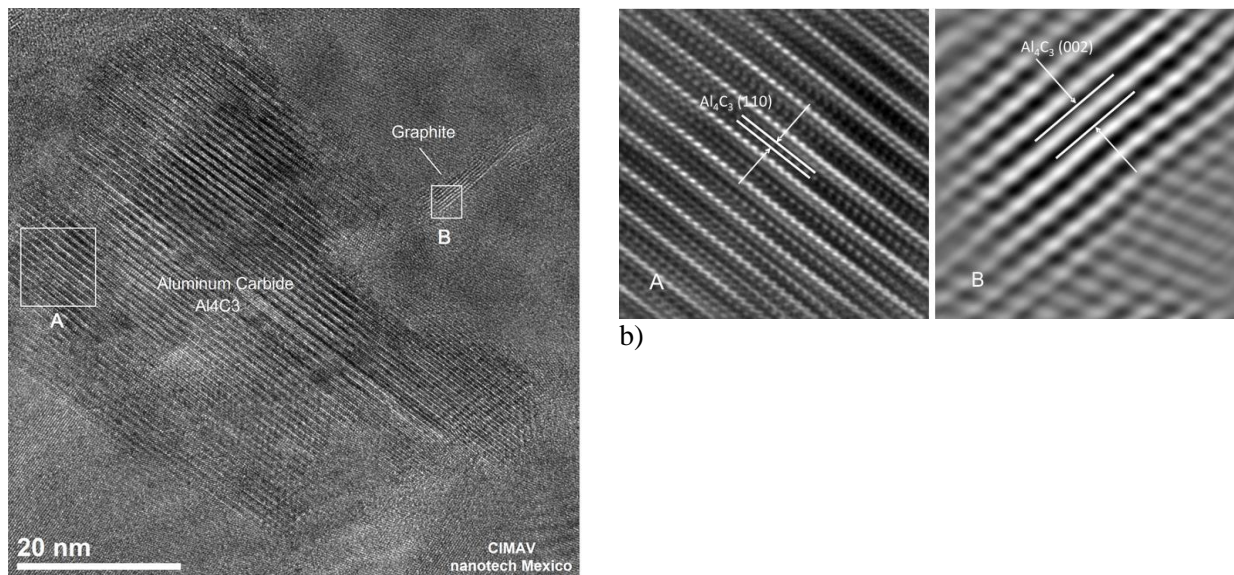 Graphite
B
A
Aluminum Carbide
Al4C3
20 nm
CIMAV
nanotech Mexico
Al₄C₃ (110)
A
Al₄C₃ (002)
B
b)